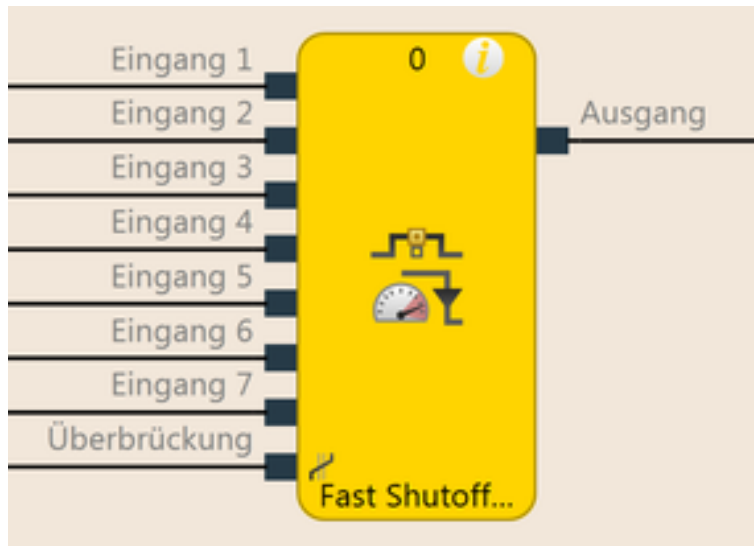 Eingang 1
0
i
Eingang 2
Ausgang
Eingang 3
Eingang 4
Eingang 5
Eingang 6
Eingang 7
Überbrückung
Fast Shutoff...